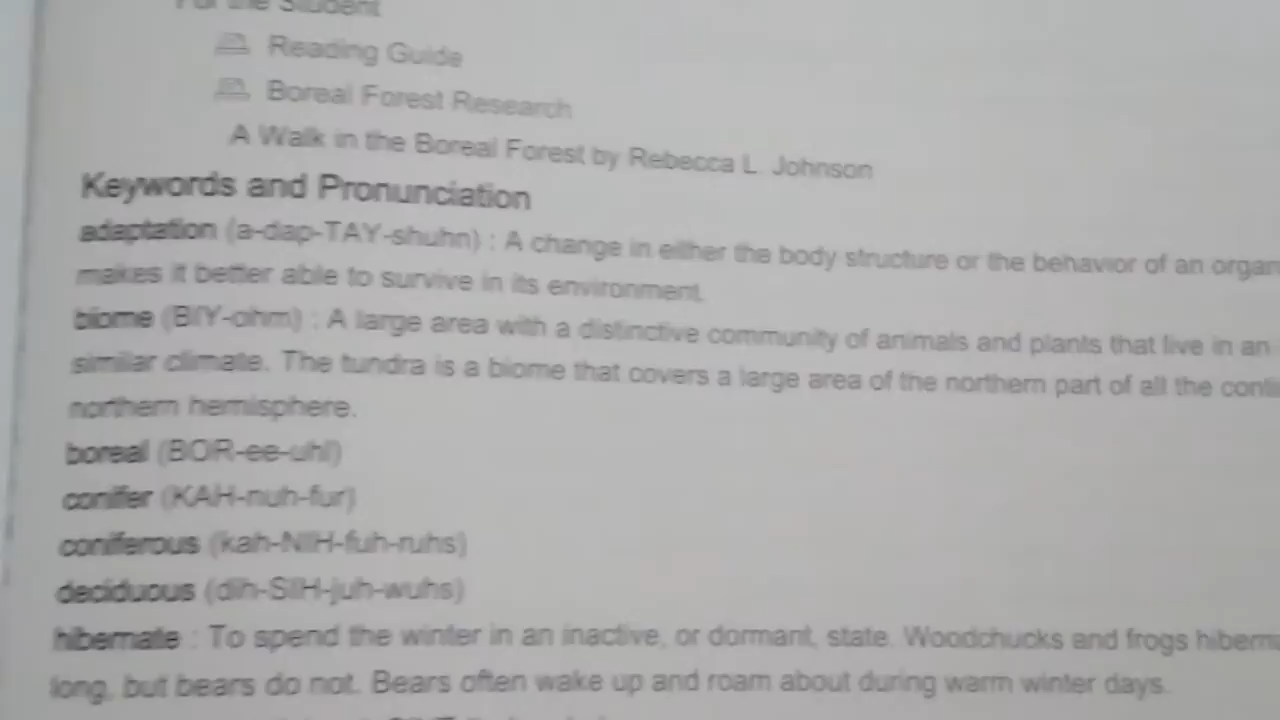 For the Student
Reading Guide
Boreal Forest Research
A Walk in the Boreal Forest by Rebecca L. Johnson
Keywords and Pronunciation
adaptation (a-dap-TAY-shuhn) : A change in either the body structure or the behavior of an
makes it better able to survive in its environment.
biome (BIY-ohm) : A large area with a distinctive community of animals and plants that live in an
similar climate. The tundra is a biome that covers a large area of the northern part of all the
northern hemisphere.
boreal (BOR-ee-uhl)
conifer (KAH-nuh-fur)
coniferous (kah-NIH-fuh-ruhs)
deciduous (dih-SIH-juh-wuhs)
hibernate : To spend the winter in an inactive, or dormant, state. Woodchucks and frogs
long, but bears do not. Bears often wake up and roam about during warm winter days.